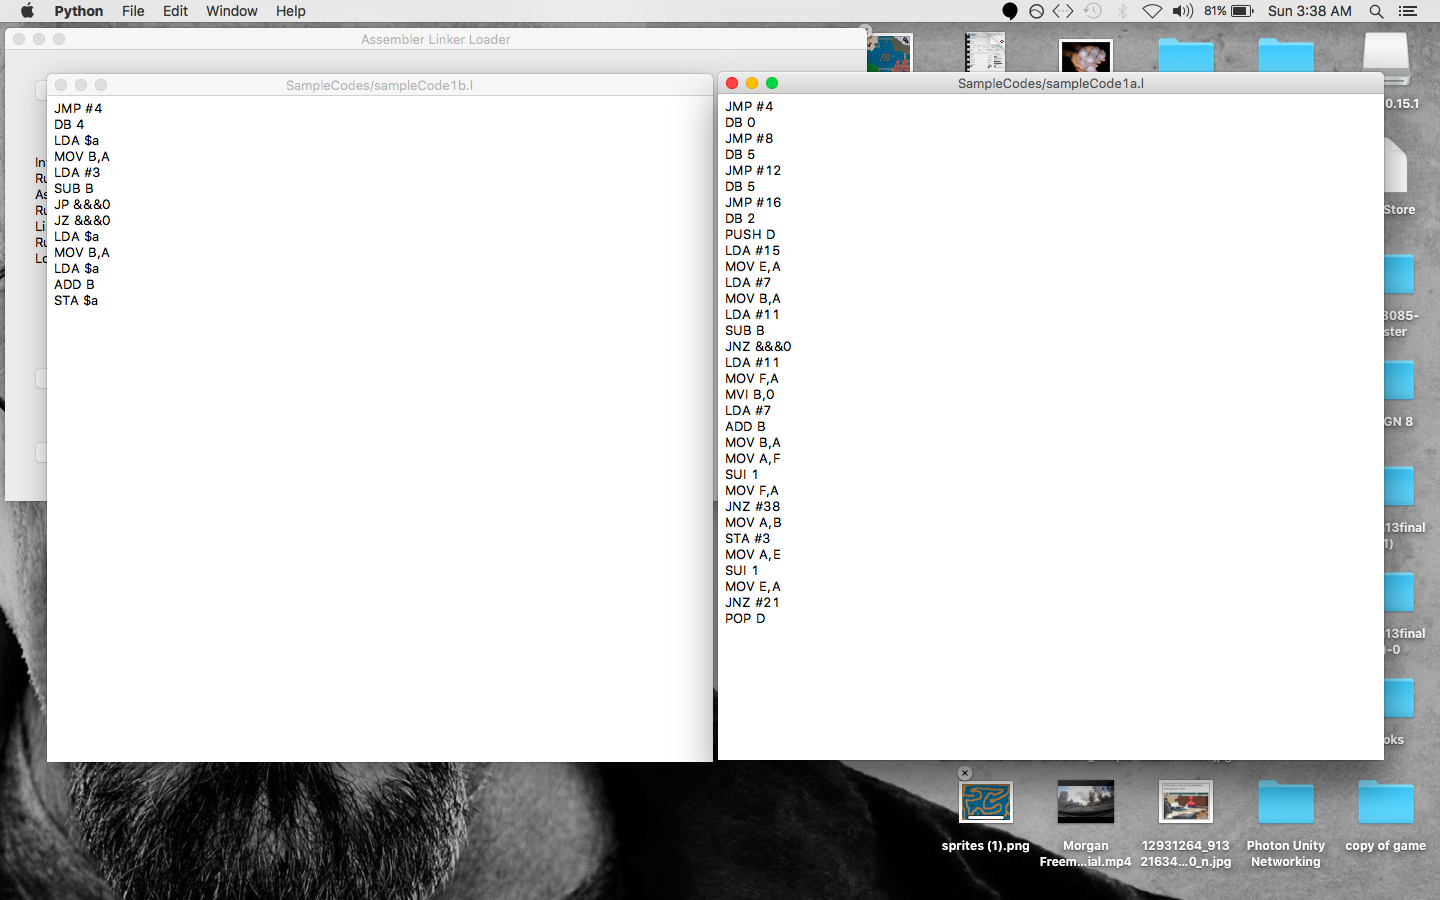 Python File Edit Window Help
81% Sun 3:38 AM
Assembler Linker Loader
SampleCodes/sampleCode1b.l
JMP #4
DB 4
LDA $a
MOV B,A
LDA #3
SUB B
JP &&&0
JZ &&&0
LDA $a
MOV B,A
LDA $a
ADD B
STA $a
SampleCodes/sampleCode1a.l
JMP #4
DB 0
JMP #8
DB 5
JMP #12
DB 5
JMP #16
DB 2
PUSH D
LDA #15
MOV E,A
LDA #7
MOV B,A
LDA #11
SUB B
JNZ &&&0
LDA #11
MOV F,A
MVI B,0
LDA #7
ADD B
MOV B,A
MOV A,F
SUI 1
MOV F,A
JNZ #38
MOV A,B
STA #3
MOV A,E
SUI 1
MOV E,A
JNZ #21
POP D
In
Ru
As
Ru
Li
Ru
Lo
0.15.1
Store
8085-
ster
GN 8
13final
1)
13final
)-0
oks
sprites (1).png
Morgan
Freem...ial.mp4
12931264_913
21634...0_n.jpg
Photon Unity
Networking
copy of game